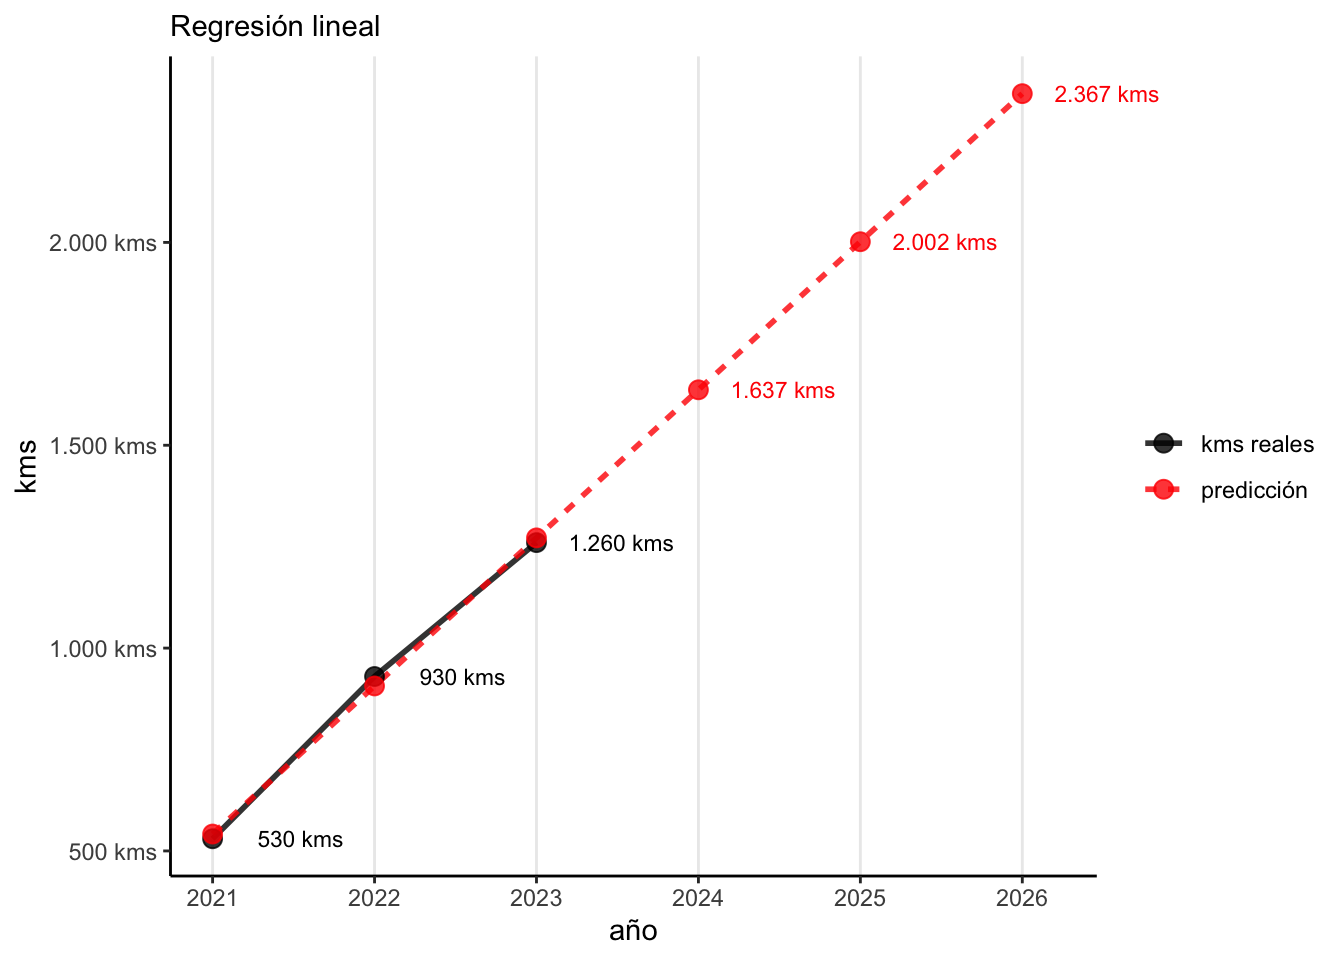 Regresión lineal
2.367 kms
2.000 kms
2.002 kms
1.637 kms
1.500 kms
kms
kms reales
predicción
1.260 kms
1.000 kms
930 kms
530 kms
500 kms
2021 2022 2023 2024 2025 2026
año